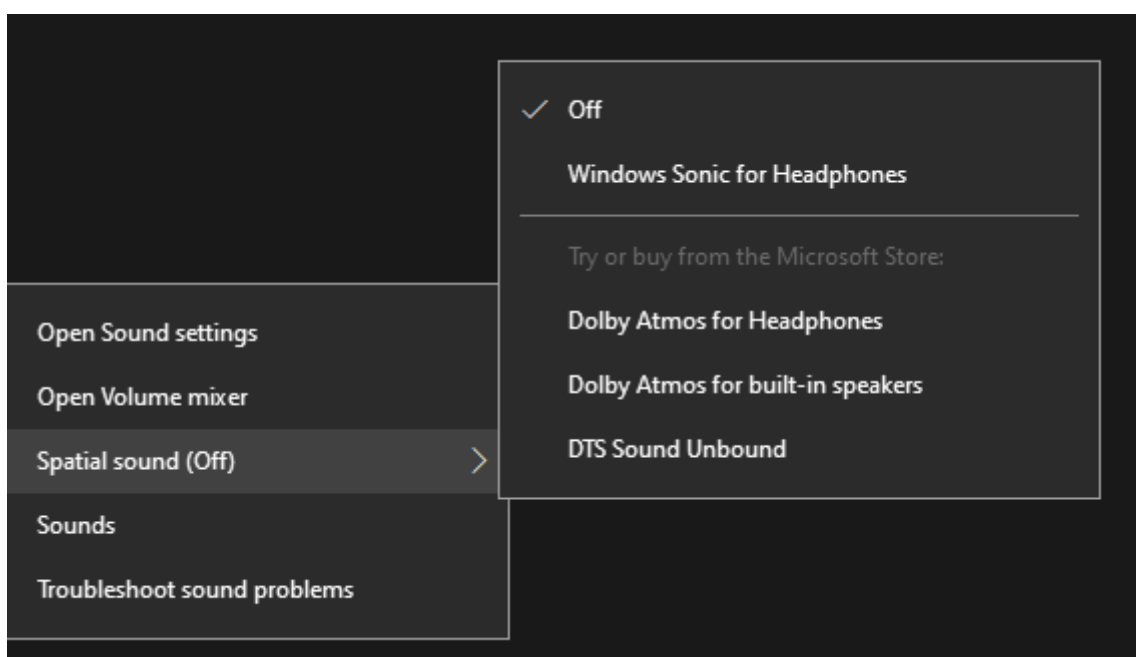 Off
Windows Sonic for Headphones
Try or buy from the Microsoft Store:
Dolby Atmos for Headphones
Dolby Atmos for built-in speakers
DTS Sound Unbound
Open Sound settings
Open Volume mixer
Spatial sound (Off)
Sounds
Troubleshoot sound problems